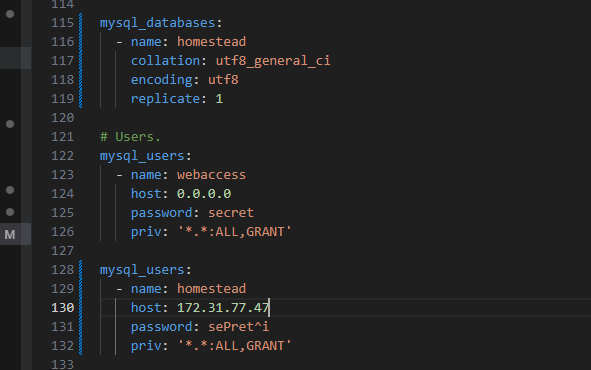 114
115 mysql_databases:
116 - name: homestead
117 collation: utf8_general_ci
118 encoding: utf8
119 replicate: 1
120
121 # Users.
122 mysql_users:
123 - name: webaccess
124 host: 0.0.0.0
125 password: secret
126 priv: '*.*:ALL,GRANT'
127
128 mysql_users:
129 - name: homestead
130 host: 172.31.77.47
131 password: sePret^i
M
132 priv: '*.*:ALL,GRANT'
133